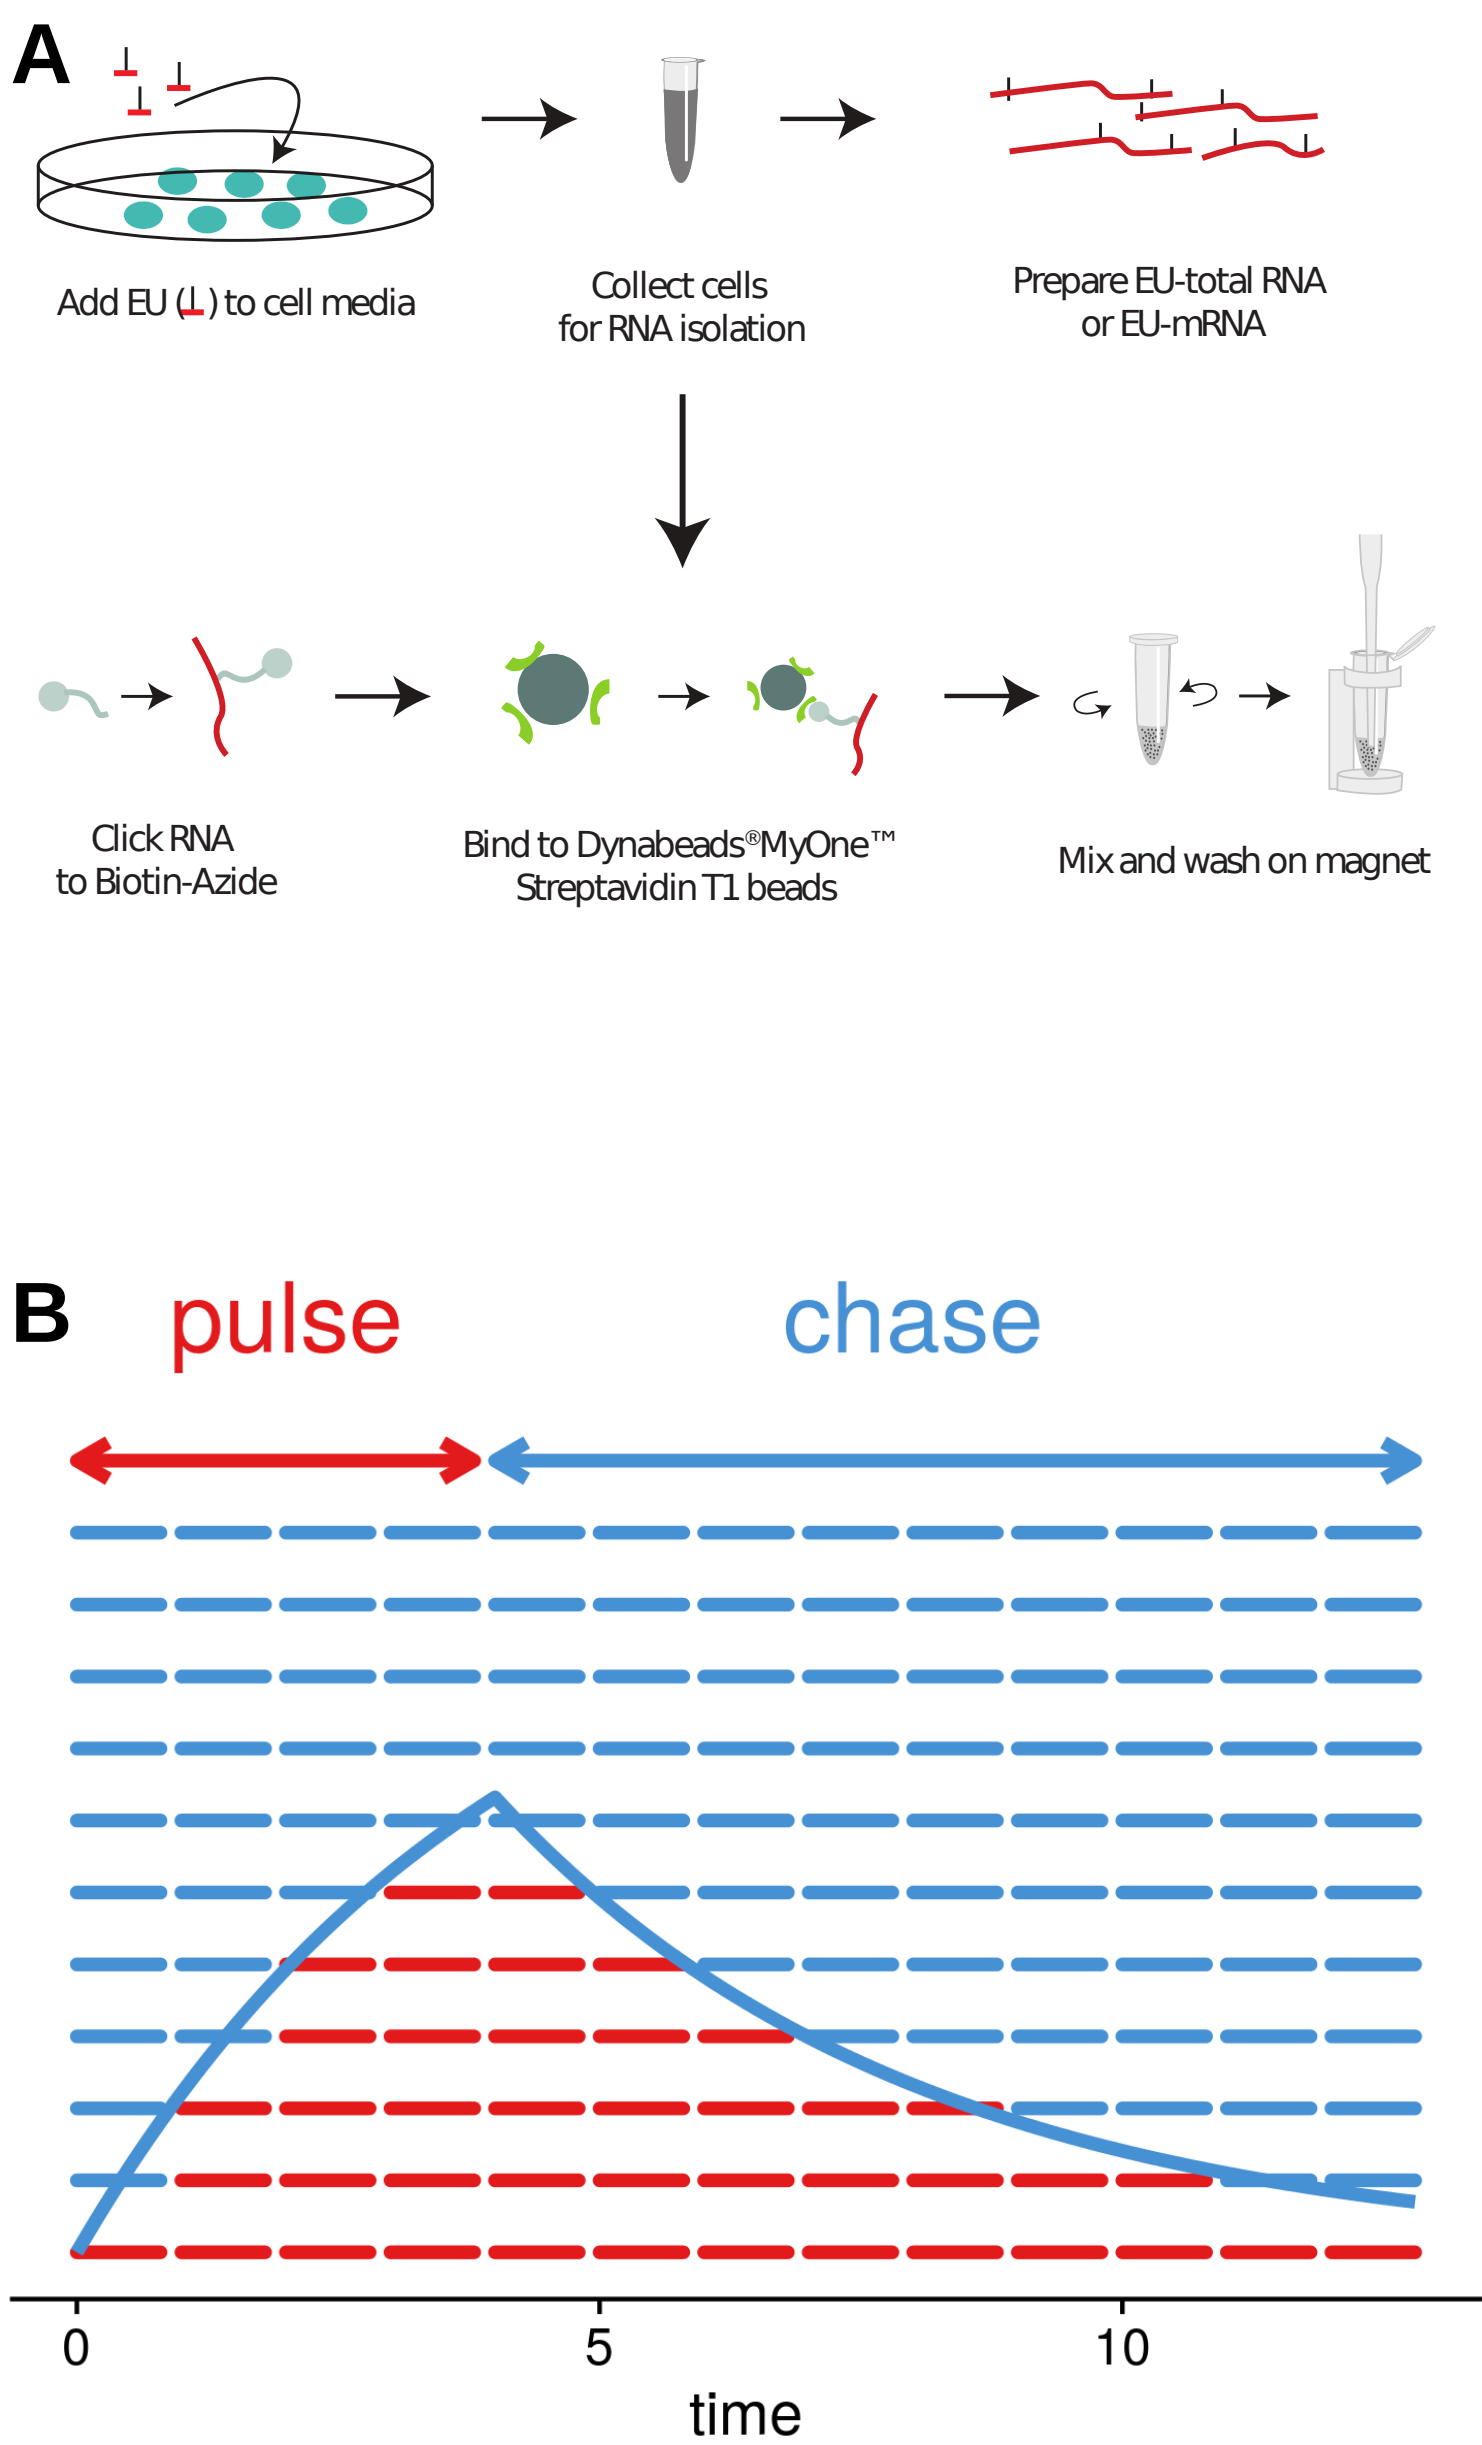 A
Add EU ( ) to cell media
Collect cells
for RNA isolation
Prepare EU-total RNA
or EU-mRNA
Click RNA
to Biotin-Azide
Bind to Dynabeads®MyOne™
Streptavidin T1 beads
Mix and wash on magnet
B
pulse
chase
0
5
10
time